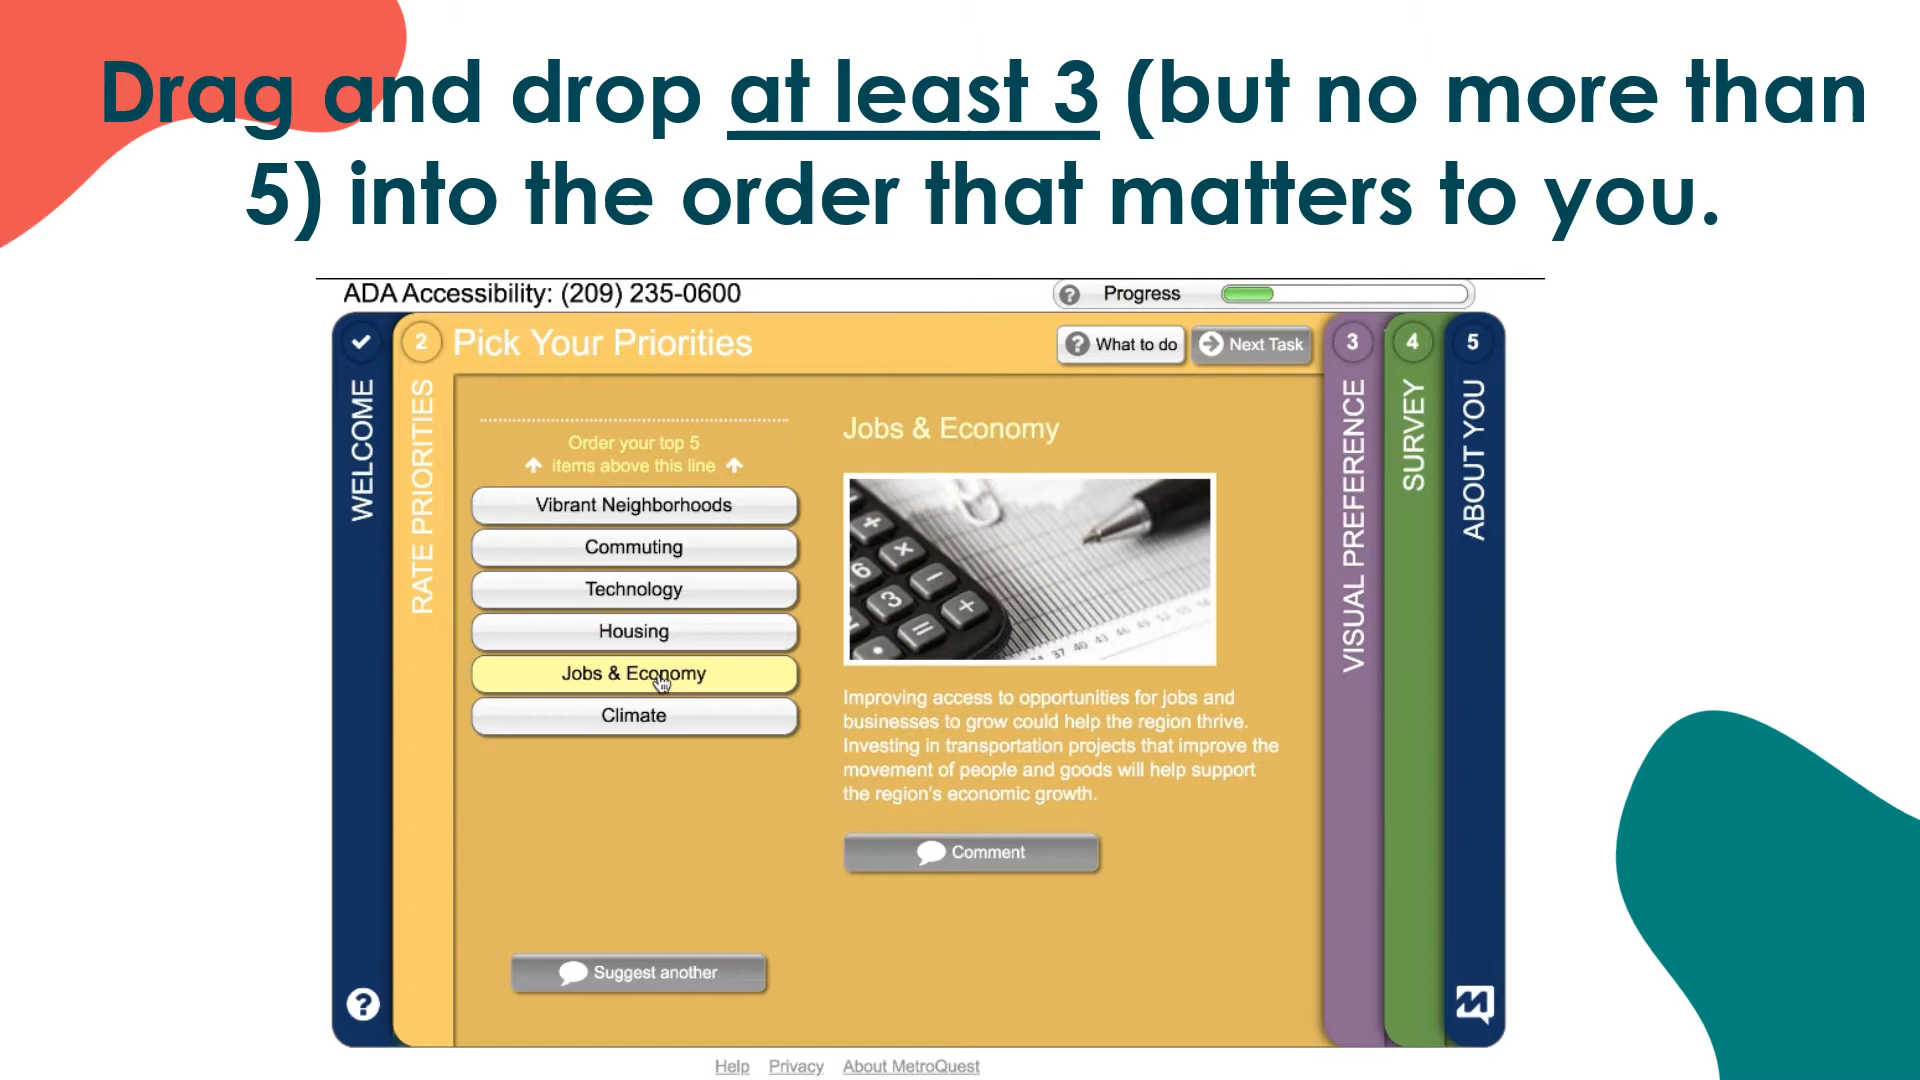 Drag and drop at least 3 (but no more than
5) into the order that matters to you.
ADA Accessibility: (209) 235-0600
Progress
WELCOME
2
RATE PRIORITIES
Pick Your Priorities
What to do
Next Task
Order your top 5
items above this line
Vibrant Neighborhoods
Commuting
Technology
Housing
Jobs & Economy
Climate
Suggest another
Jobs & Economy
Improving access to opportunities for jobs and
businesses to grow could help the region thrive.
Investing in transportation projects that improve the
movement of people and goods will help support
the region's economic growth.
Comment
3
VISUAL PREFERENCE
4
SURVEY
5
ABOUT YOU
Help Privacy About MetroQuest